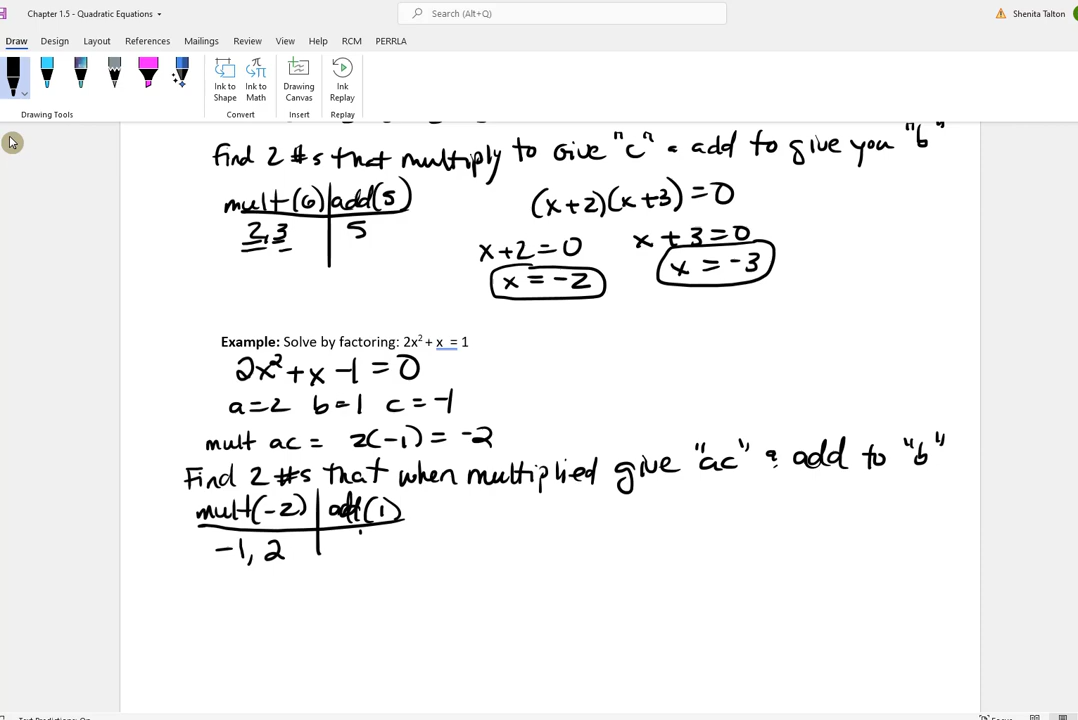 Chapter 1.5 - Quadratic Equations
Search (Alt+Q)
Shenita Talton
Draw Design Layout References Mailings Review View Help RCM PERRLA
Ink to Shape
Ink to Math
Drawing Canvas
Ink Replay
Drawing Tools Convert Insert Replay
Find 2 #s that multiply to give "c" & add to give you "b"
mult(6) | add(5)
2, 3 | 5
(x+2)(x+3) = 0
x+2=0 x+3=0
x = -2 x = -3
Example: Solve by factoring: 2x² + x = 1
2x² + x - 1 = 0
a=2 b=1 c=-1
mult ac = 2(-1) = -2
Find 2 #s that when multiplied give "ac" & add to "b"
mult(-2) | add(1)
-1, 2